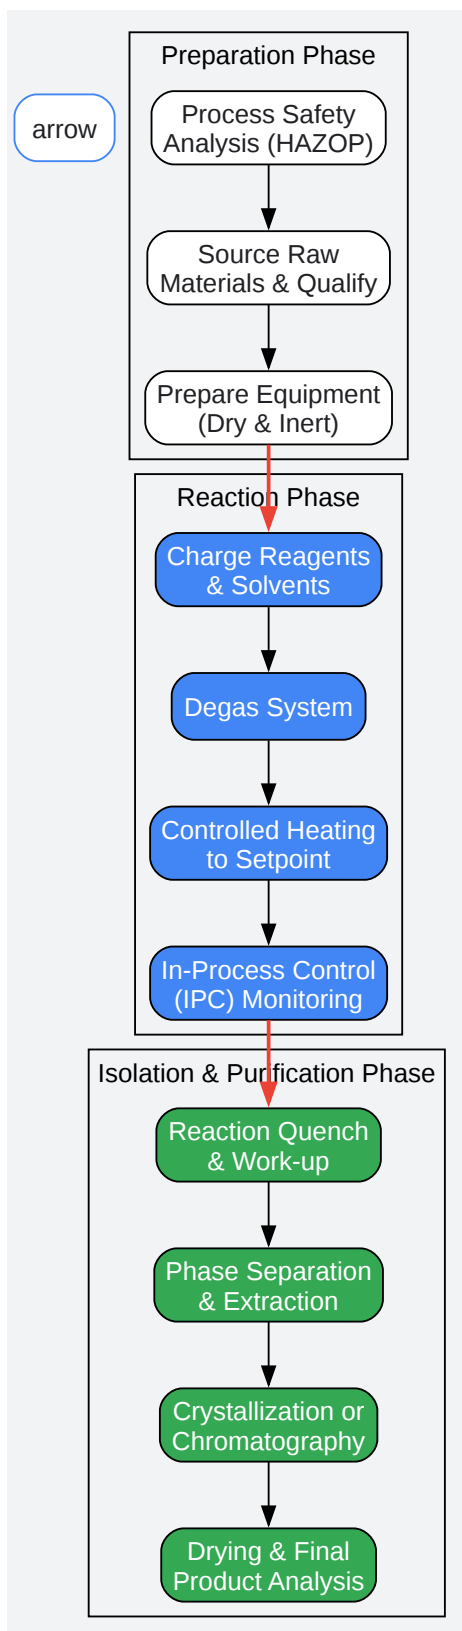 Preparation Phase
arrow
Process Safety
Analysis (HAZOP)
Source Raw
Materials & Qualify
Prepare Equipment
(Dry & Inert)
Reaction Phase
Charge Reagents
& Solvents
Degas System
Controlled Heating
to Setpoint
In-Process Control
(IPC) Monitoring
Isolation & Purification Phase
Reaction Quench
& Work-up
Phase Separation
& Extraction
Crystallization or
Chromatography
Drying & Final
Product Analysis